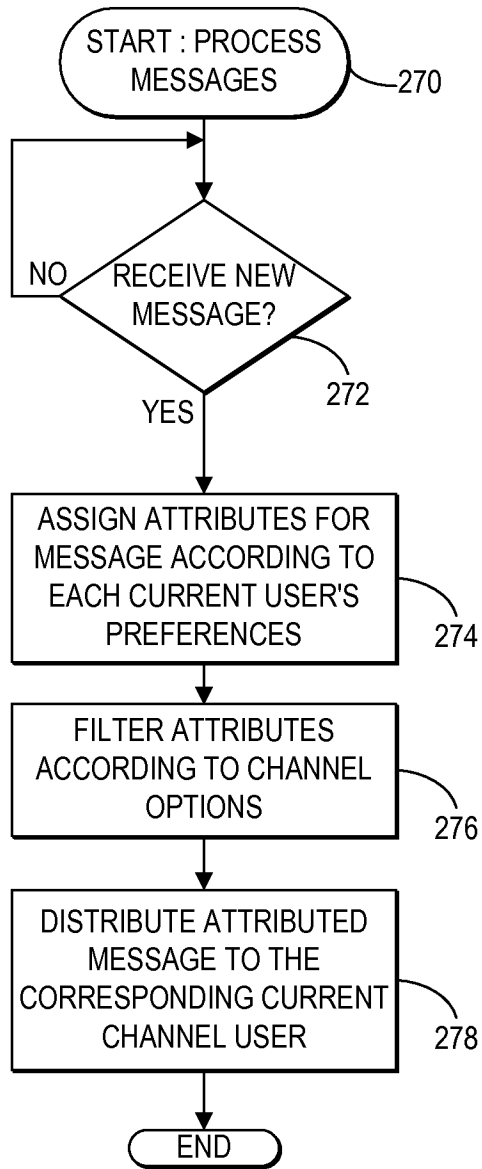 START : PROCESS
MESSAGES
270
NO
RECEIVE NEW
MESSAGE?
272
YES
ASSIGN ATTRIBUTES FOR
MESSAGE ACCORDING TO
EACH CURRENT USER'S
PREFERENCES
274
FILTER ATTRIBUTES
ACCORDING TO CHANNEL
OPTIONS
276
DISTRIBUTE ATTRIBUTED
MESSAGE TO THE
CORRESPONDING CURRENT
CHANNEL USER
278
END